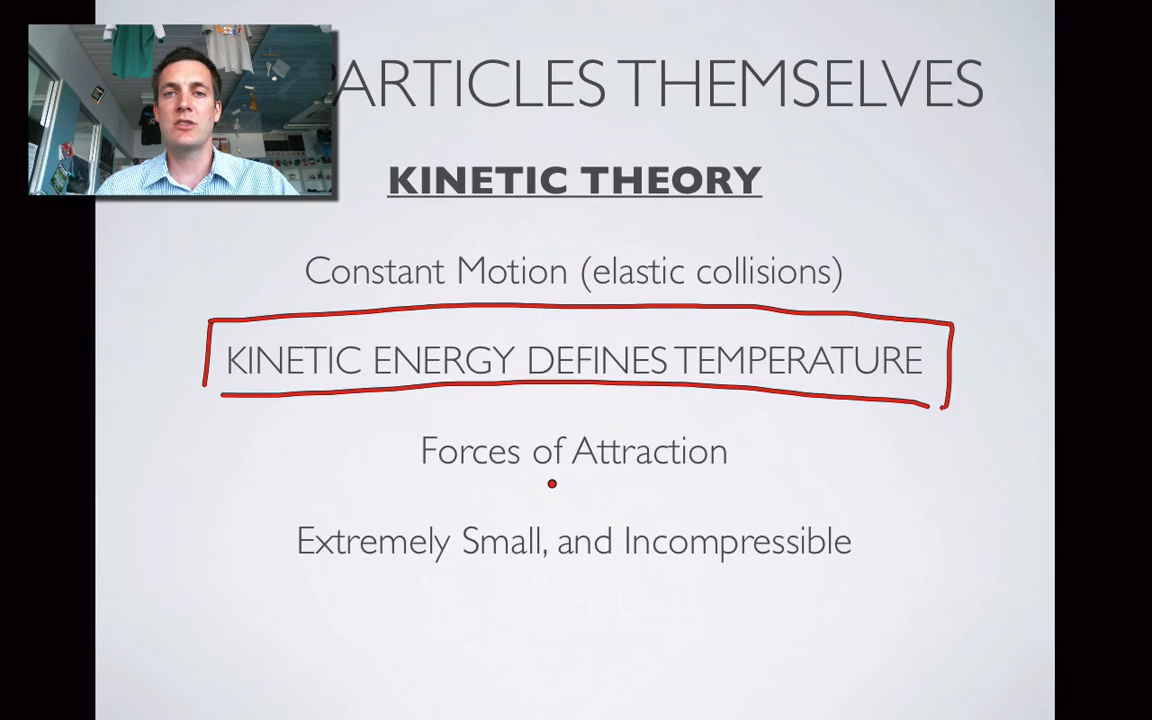 ARTICLES THEMSELVES
KINETIC THEORY
Constant Motion (elastic collisions)
KINETIC ENERGY DEFINES TEMPERATURE
Forces of Attraction
Extremely Small, and Incompressible